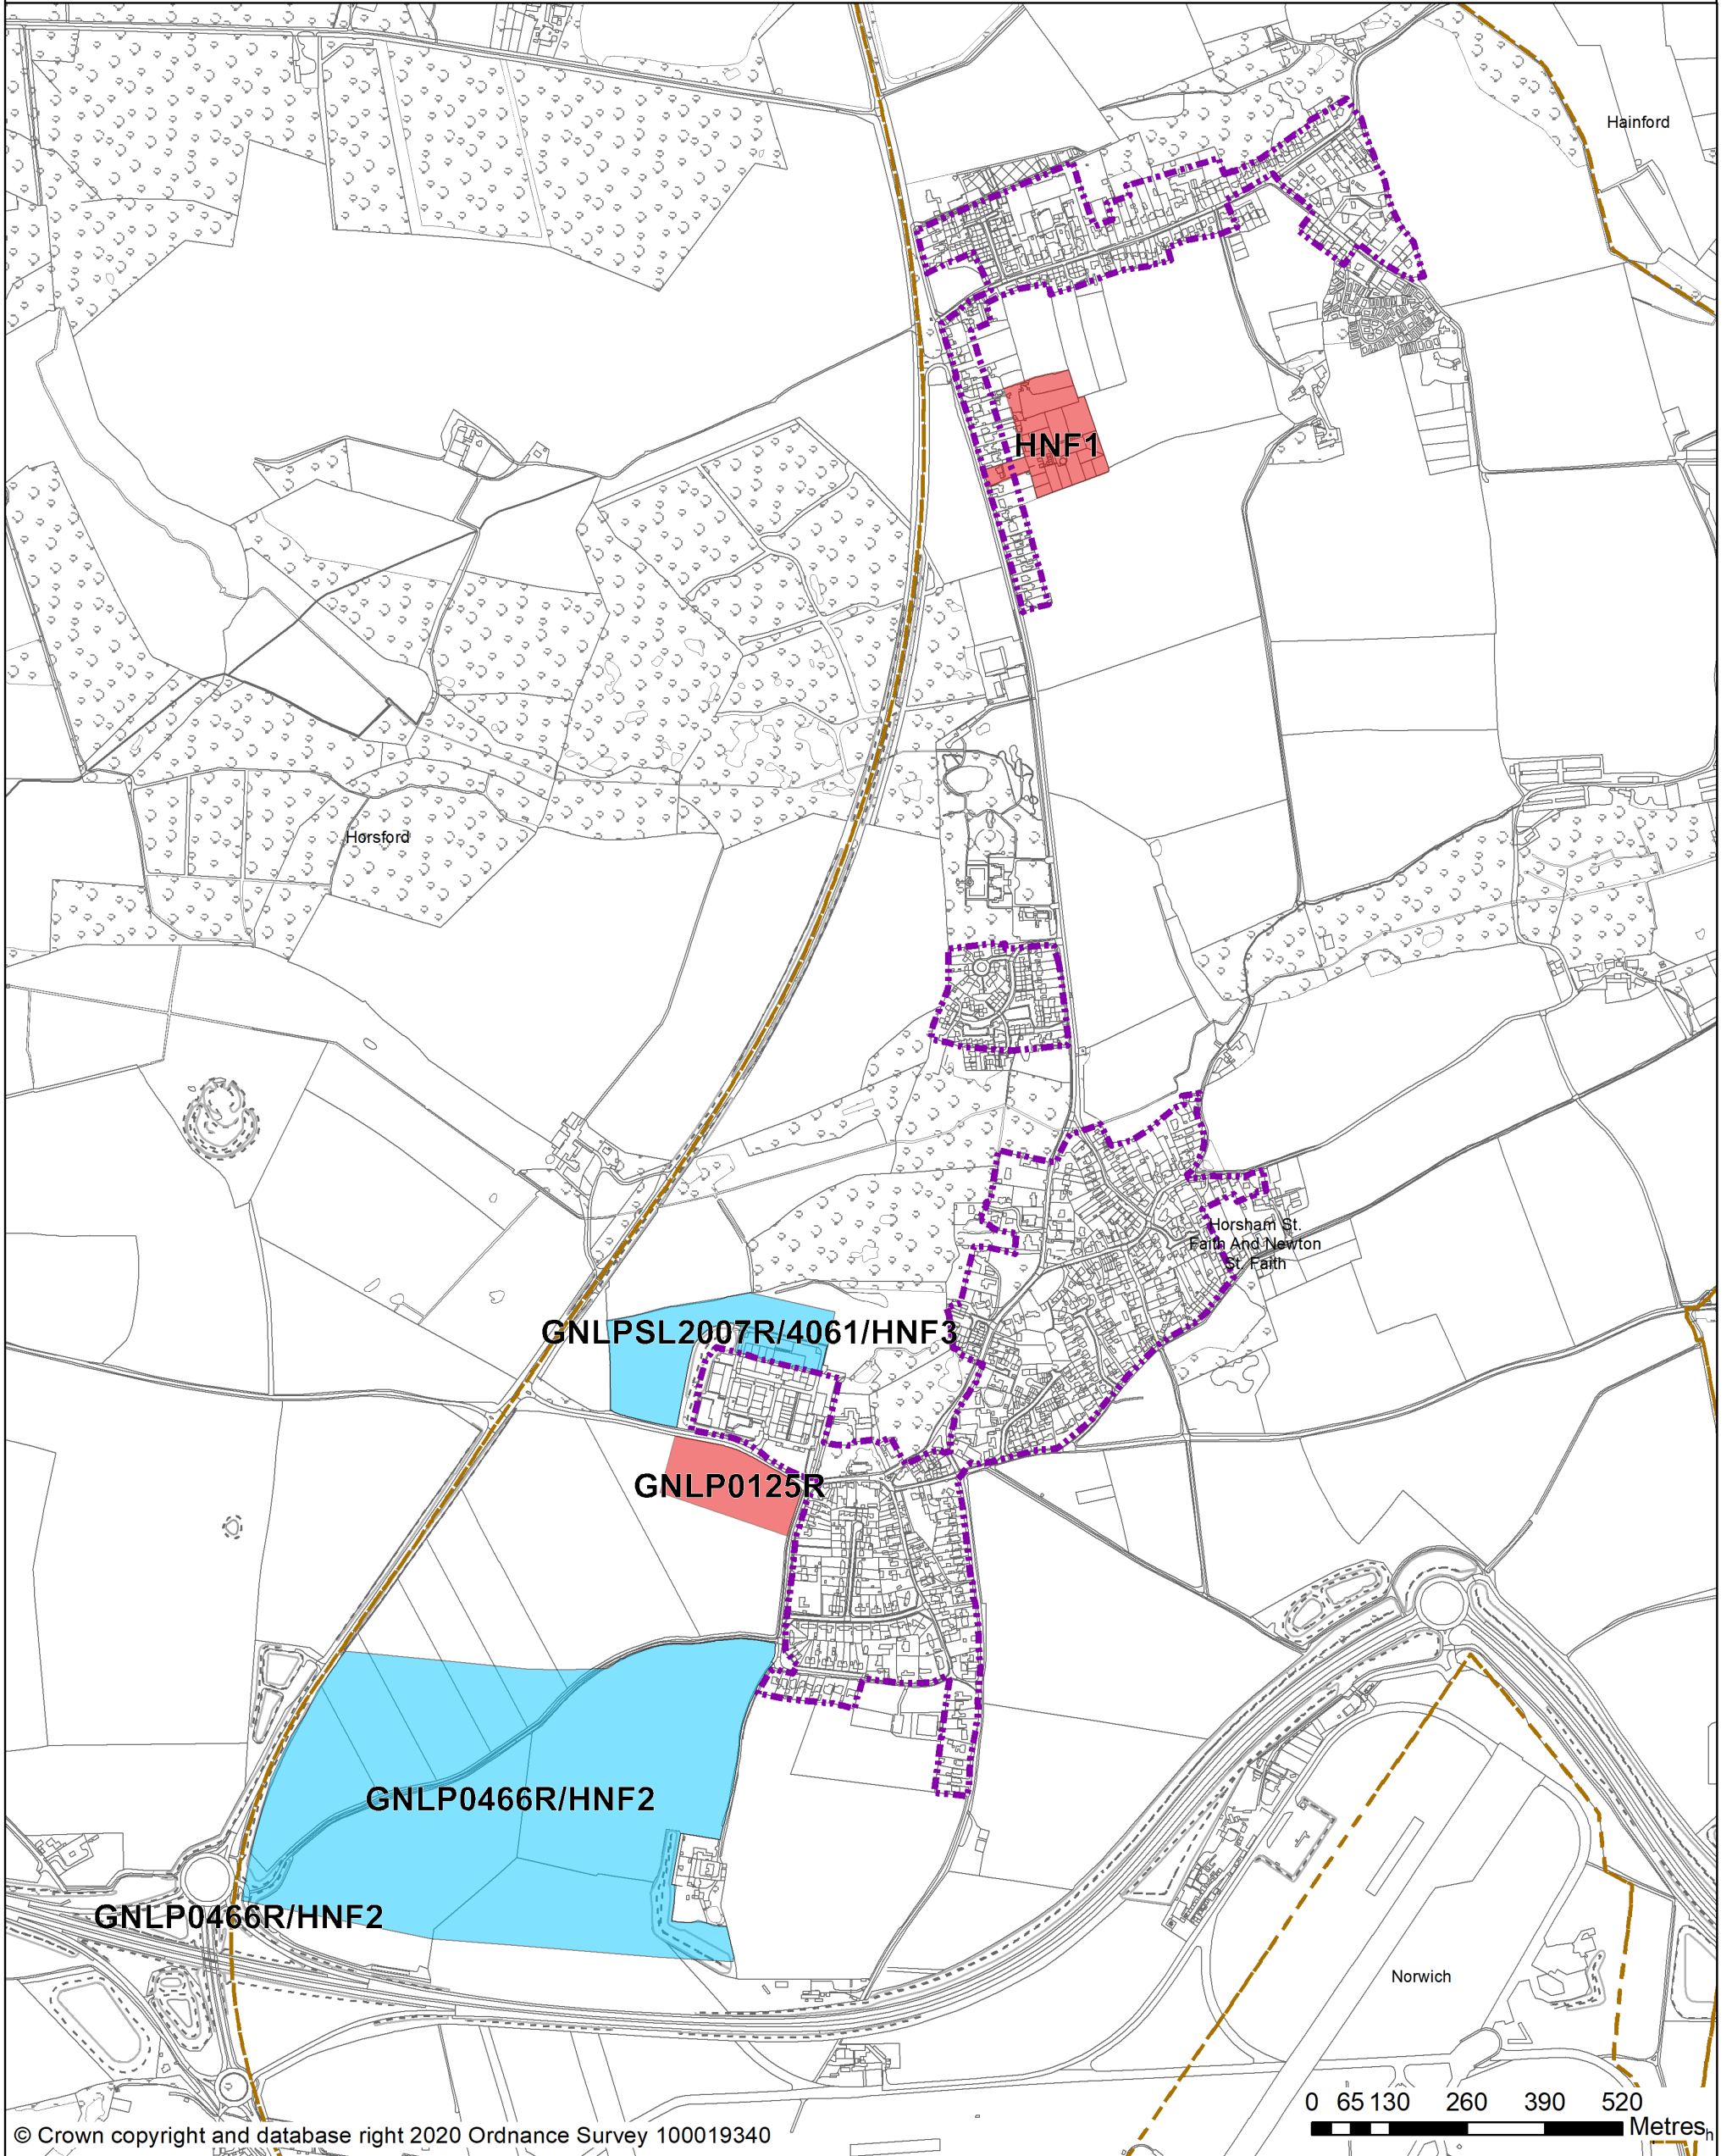 Hainford
HNF1
Horsford
Horsham St.
Faith And Newton
St. Faith
GNLPSL2007R/4061/HNF3
GNLP0125R
GNLP0466R/HNF2
GNLP0466R/HNF2
Norwich
0 65 130 260 390 520
Metres
h
© Crown copyright and database right 2020 Ordnance Survey 100019340